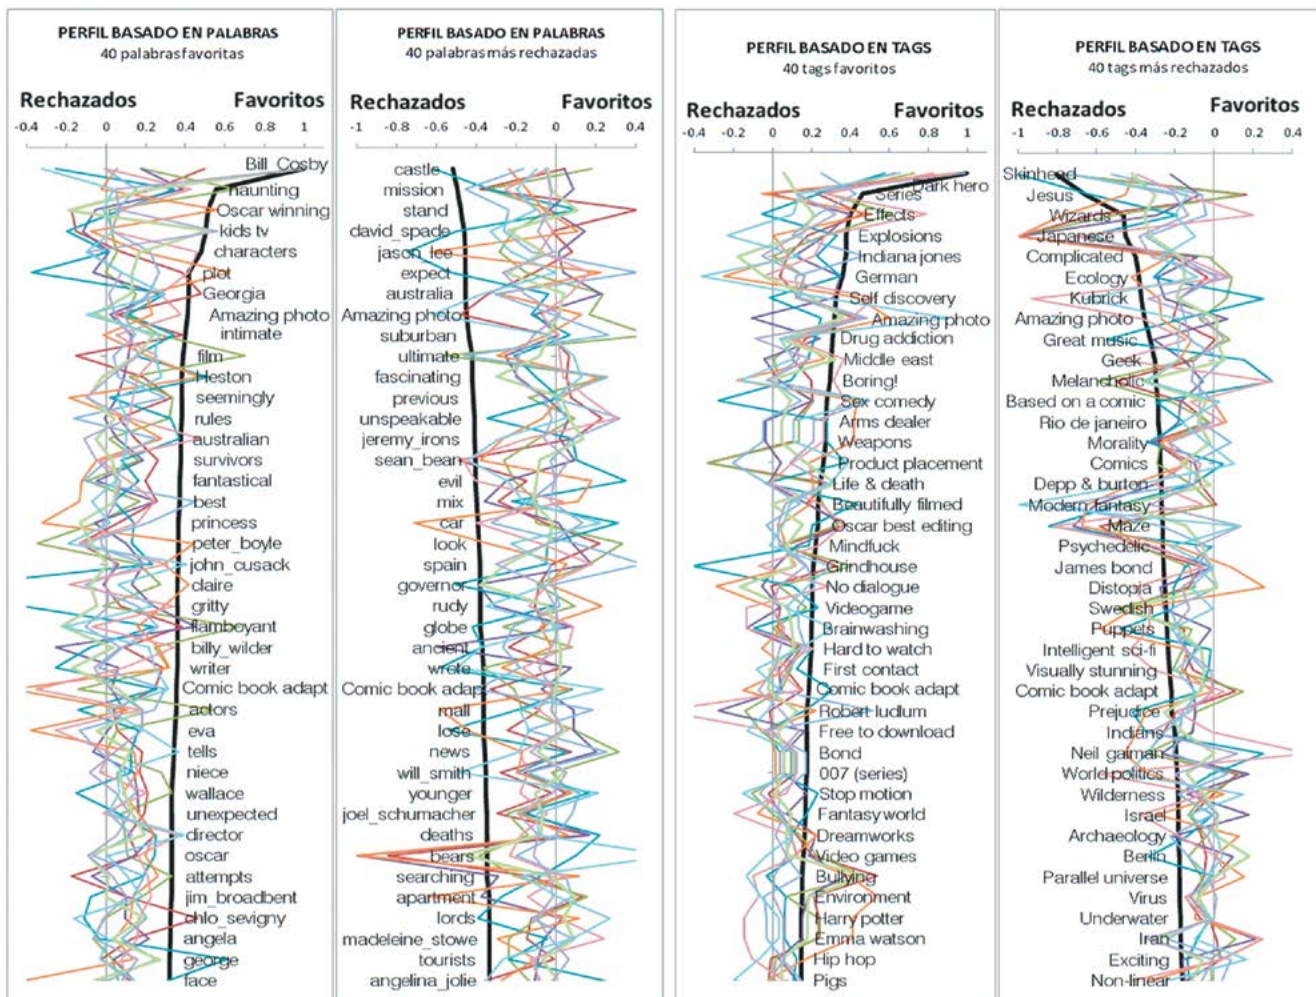 PERFIL BASADO EN PALABRAS
40 palabras favoritas
Rechazados Favoritos
-0.4 -0.2 0 0.2 0.4 0.6 0.8 1
Bill_Cosby
haunting
Oscar winning
kids tv
characters
plot
Georgia
Amazing photo
intimate
film
Heston
seemingly
rules
australian
survivors
fantastical
best
princess
peter_boyle
john_cusack
claire
gritty
flamboyant
billy_wilder
writer
Comic book adapt
actors
eva
tells
niece
wallace
unexpected
director
oscar
attempts
jim_broadbent
chlo_sevigny
angela
george
face
PERFIL BASADO EN PALABRAS
40 palabras más rechazadas
Rechazados Favoritos
-1 -0.8 -0.6 -0.4 -0.2 0 0.2 0.4
castle
mission
stand
david_spade
jason_lee
expect
australia
Amazing photo
suburban
ultimate
fascinating
previous
unspeakable
jeremy_irons
sean_bean
evil
mix
car
look
spain
governor
rudy
globe
ancient
wrote
Comic book adap
mall
lose
news
will_smith
younger
joel_schumacher
deaths
bears
searching
apartment
lords
madeleine_stowe
tourists
angelina_jolie
PERFIL BASADO EN TAGS
40 tags favoritos
Rechazados Favoritos
-0.4 -0.2 0 0.2 0.4 0.6 0.8 1
Dark hero
Series
Effects
Explosions
Indiana jones
German
Self discovery
Amazing photo
Drug addiction
Middle east
Boring!
Sex comedy
Arms dealer
Weapons
Product placement
Life & death
Beautifully filmed
Oscar best editing
Mindfuck
Grindhouse
No dialogue
Videogame
Brainwashing
Hard to watch
First contact
Comic book adapt
Robert ludlum
Free to download
Bond
007 (series)
Stop motion
Fantasy world
Dreamworks
Video games
Bullying
Environment
Harry potter
Emma watson
Hip hop
Pigs
PERFIL BASADO EN TAGS
40 tags más rechazados
Rechazados Favoritos
-1 -0.8 -0.6 -0.4 -0.2 0 0.2 0.4
Skinhead
Jesus
Wizards
Japanese
Complicated
Ecology
Kubrick
Amazing photo
Great music
Geek
Melancholic
Based on a comic
Rio de janeiro
Morality
Comics
Depp & burton
Modern fantasy
Maze
Psychedelic
James bond
Distopia
Swedish
Puppets
Intelligent sci-fi
Visually stunning
Comic book adapt
Prejudice
Indians
Neil gaiman
World politics
Wilderness
Israel
Archaeology
Berlin
Parallel universe
Virus
Underwater
Iran
Exciting
Non-linear